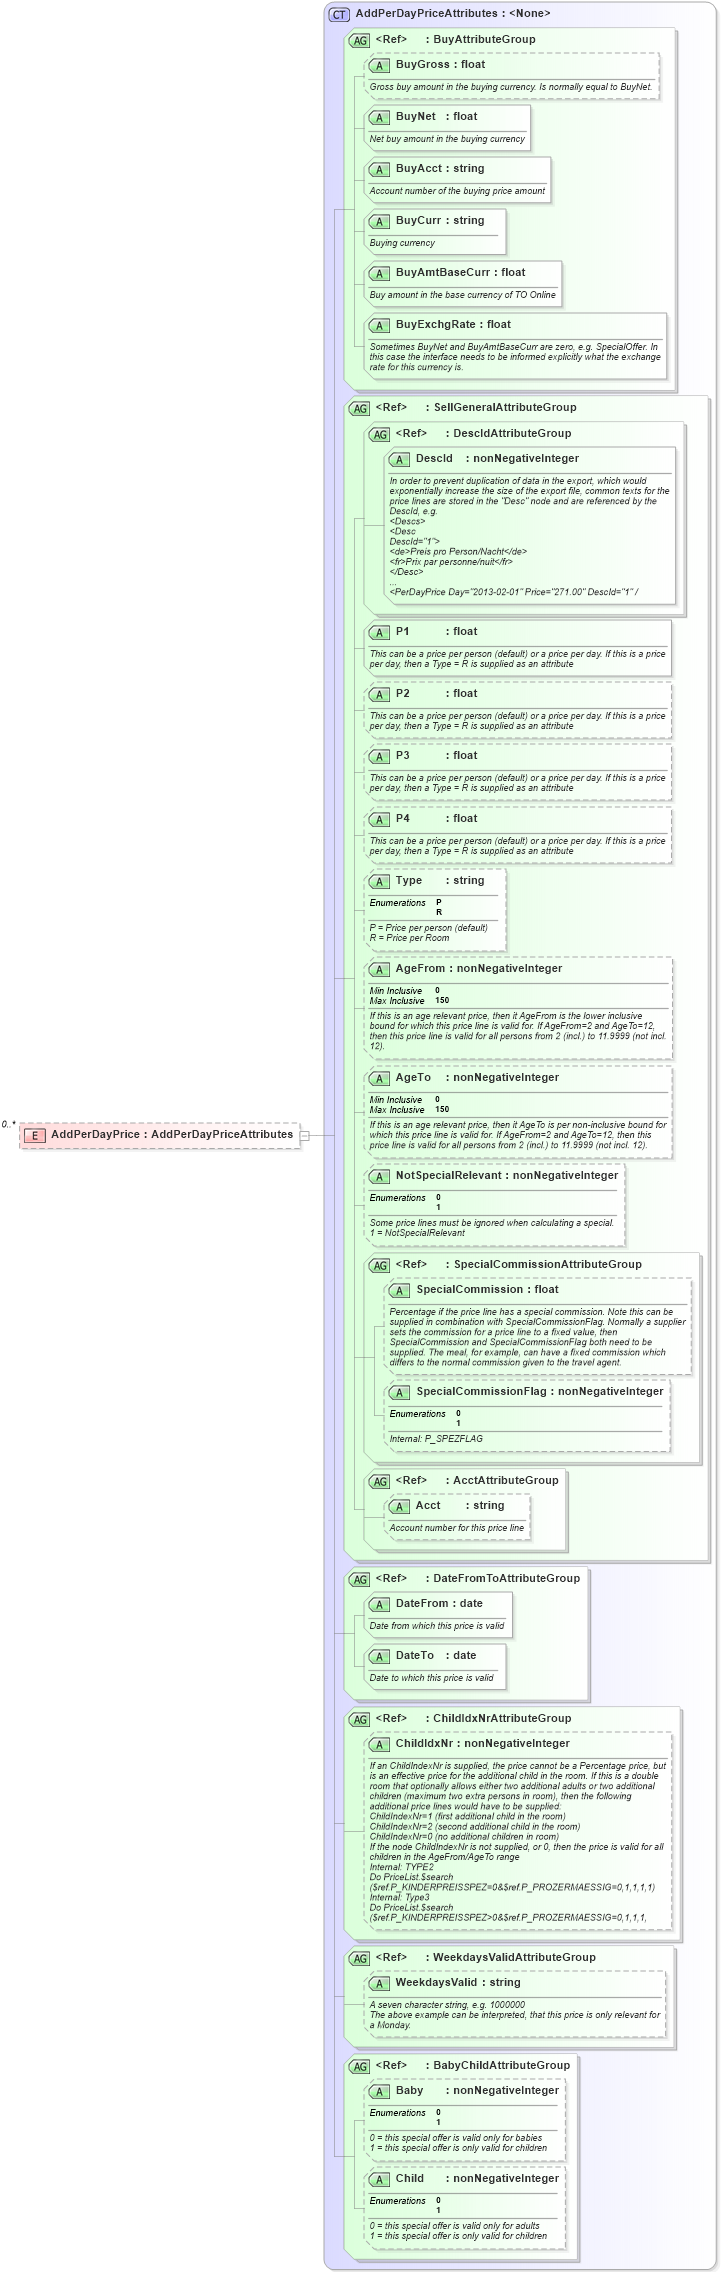 CT AddPerDayPriceAttributes : <None>
AG <Ref> : BuyAttributeGroup
A BuyGross : float
Gross buy amount in the buying currency. Is normally equal to BuyNet.
A BuyNet : float
Net buy amount in the buying currency
A BuyAcct : string
Account number of the buying price amount
A BuyCurr : string
Buying currency
A BuyAmtBaseCurr : float
Buy amount in the base currency of TO Online
A BuyExchgRate : float
Sometimes BuyNet and BuyAmtBaseCurr are zero, e.g. SpecialOffer. In
this case the interface needs to be informed explicitly what the exchange
rate for this currency is.
AG <Ref> : SellGeneralAttributeGroup
AG <Ref> : DescIdAttributeGroup
A DescId : nonNegativeInteger
In order to prevent duplication of data in the export, which would
exponentially increase the size of the export file, common texts for the
price lines are stored in the "Desc" node and are referenced by the
DescId, e.g.
<Descs>
<Desc
DescId="1">
<de>Preis pro Person/Nacht</de>
<fr>Prix par personne/nuit</fr>
</Desc>
...
<PerDayPrice Day="2013-02-01" Price="271.00" DescId="1" /
A P1 : float
This can be a price per person (default) or a price per day. If this is a price
per day, then a Type = R is supplied as an attribute
A P2 : float
This can be a price per person (default) or a price per day. If this is a price
per day, then a Type = R is supplied as an attribute
A P3 : float
This can be a price per person (default) or a price per day. If this is a price
per day, then a Type = R is supplied as an attribute
A P4 : float
This can be a price per person (default) or a price per day. If this is a price
per day, then a Type = R is supplied as an attribute
A Type : string
Enumerations P
R
P = Price per person (default)
R = Price per Room
A AgeFrom : nonNegativeInteger
Min Inclusive 0
Max Inclusive 150
If this is an age relevant price, then it AgeFrom is the lower inclusive
bound for which this price line is valid for. If AgeFrom=2 and AgeTo=12,
then this price line is valid for all persons from 2 (incl.) to 11.9999 (not incl.
12).
A AgeTo : nonNegativeInteger
Min Inclusive 0
Max Inclusive 150
If this is an age relevant price, then it AgeTo is per non-inclusive bound for
which this price line is valid for. If AgeFrom=2 and AgeTo=12, then this
price line is valid for all persons from 2 (incl.) to 11.9999 (not incl. 12).
0..*
E AddPerDayPrice : AddPerDayPriceAttributes
A NotSpecialRelevant : nonNegativeInteger
Enumerations 0
1
Some price lines must be ignored when calculating a special.
1 = NotSpecialRelevant
AG <Ref> : SpecialCommissionAttributeGroup
A SpecialCommission : float
Percentage if the price line has a special commission. Note this can be
supplied in combination with SpecialCommissionFlag. Normally a supplier
sets the commission for a price line to a fixed value, then
SpecialCommission and SpecialCommissionFlag both need to be
supplied. The meal, for example, can have a fixed commission which
differs to the normal commission given to the travel agent.
A SpecialCommissionFlag : nonNegativeInteger
Enumerations 0
1
Internal: P_SPEZFLAG
AG <Ref> : AcctAttributeGroup
A Acct : string
Account number for this price line
AG <Ref> : DateFromToAttributeGroup
A DateFrom : date
Date from which this price is valid
A DateTo : date
Date to which this price is valid
AG <Ref> : ChildIdxNrAttributeGroup
A ChildIdxNr : nonNegativeInteger
If an ChildIndexNr is supplied, the price cannot be a Percentage price, but
is an effective price for the additional child in the room. If this is a double
room that optionally allows either two additional adults or two additional
children (maximum two extra persons in room), then the following
additional price lines would have to be supplied:
ChildIndexNr=1 (first additional child in the room)
ChildIndexNr=2 (second additional child in the room)
ChildIndexNr=0 (no additional children in room)
If the node ChildIndexNr is not supplied, or 0, then the price is valid for all
children in the AgeFrom/AgeTo range
Internal: TYPE2
Do PriceList.$search
($ref.P_KINDERPREISSPEZ=0&$ref.P_PROZERMAESSIG=0,1,1,1,1)
Internal: Type3
Do PriceList.$search
($ref.P_KINDERPREISSPEZ>0&$ref.P_PROZERMAESSIG=0,1,1,1,
AG <Ref> : WeekdaysValidAttributeGroup
A WeekdaysValid : string
A seven character string, e.g. 1000000
The above example can be interpreted, that this price is only relevant for
a Monday.
AG <Ref> : BabyChildAttributeGroup
A Baby : nonNegativeInteger
Enumerations 0
1
0 = this special offer is valid only for babies
1 = this special offer is only valid for children
A Child : nonNegativeInteger
Enumerations 0
1
0 = this special offer is valid only for adults
1 = this special offer is only valid for children